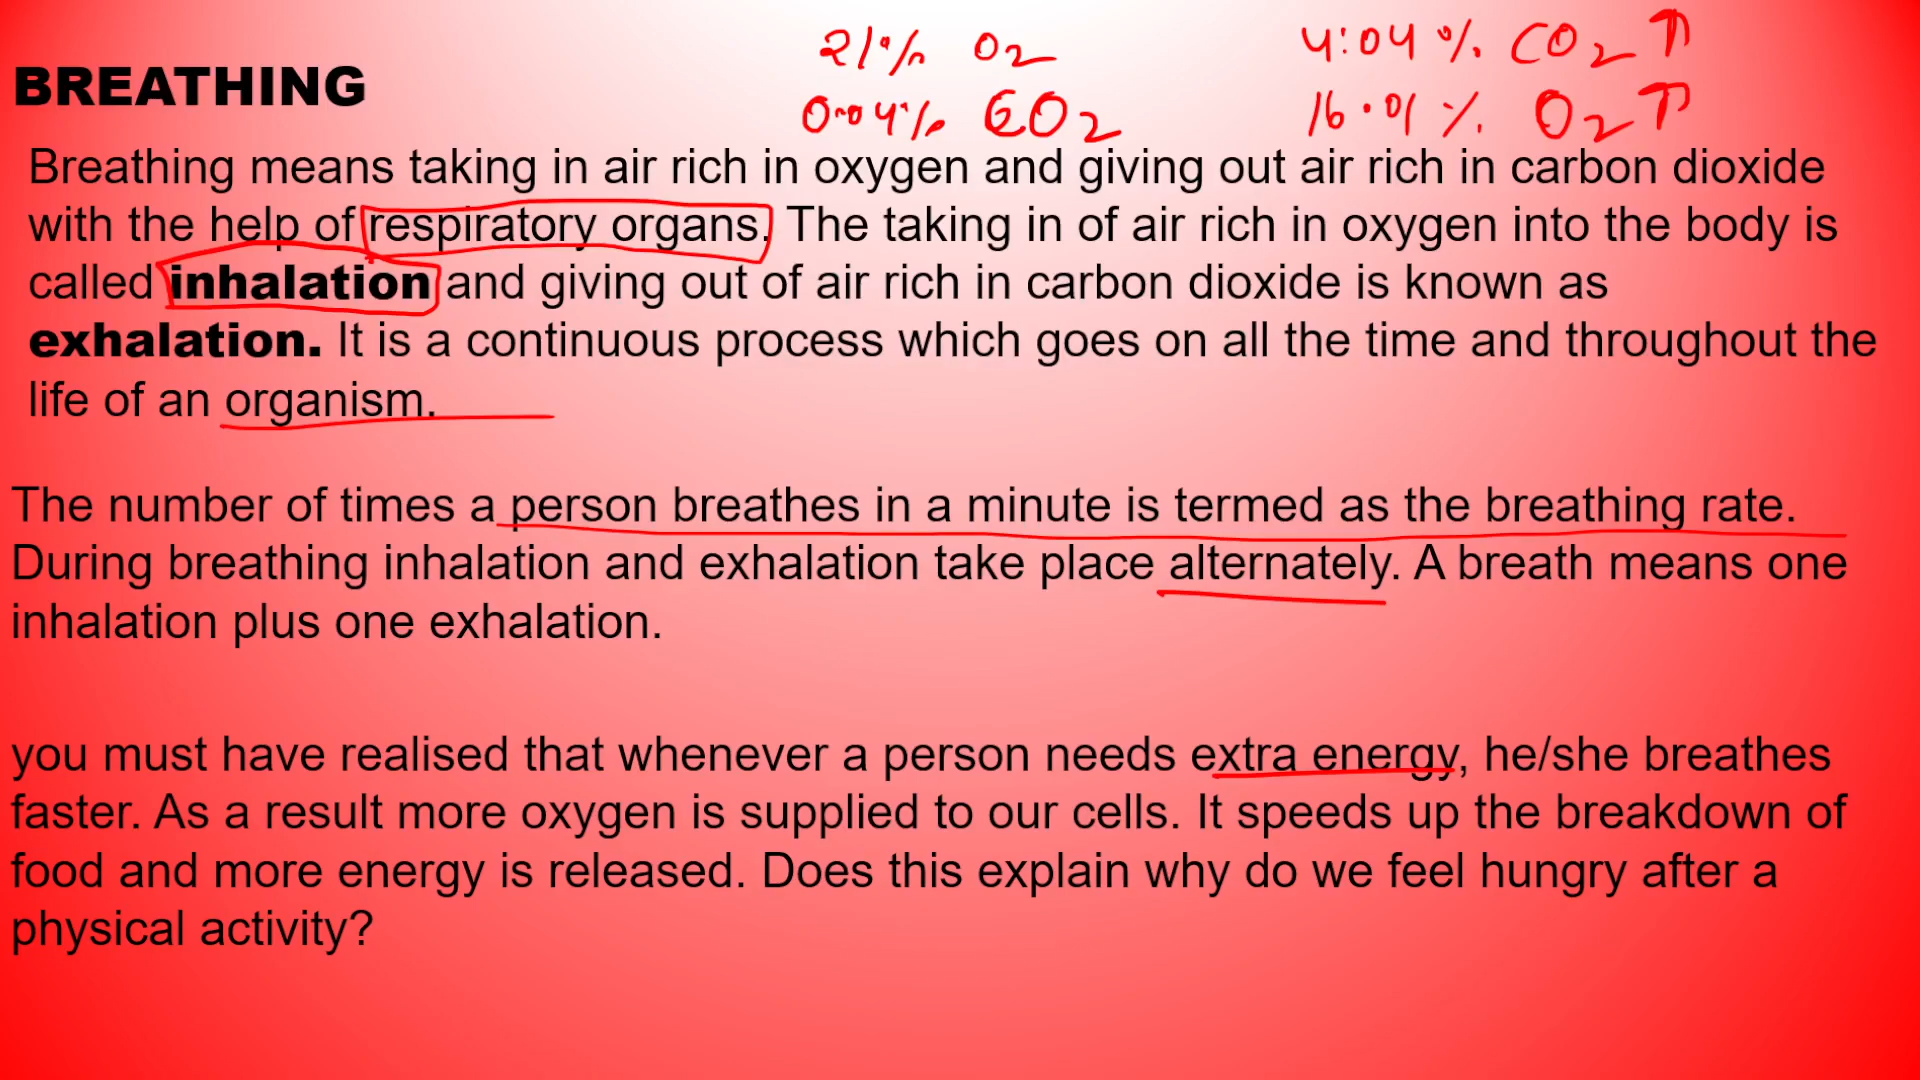 21% O2
4.04% CO2 ↑
BREATHING
0.04% CO2
16.01% O2 ↑
Breathing means taking in air rich in oxygen and giving out air rich in carbon dioxide
with the help of respiratory organs. The taking in of air rich in oxygen into the body is
called inhalation and giving out of air rich in carbon dioxide is known as
exhalation. It is a continuous process which goes on all the time and throughout the
life of an organism.
The number of times a person breathes in a minute is termed as the breathing rate.
During breathing inhalation and exhalation take place alternately. A breath means one
inhalation plus one exhalation.
you must have realised that whenever a person needs extra energy, he/she breathes
faster. As a result more oxygen is supplied to our cells. It speeds up the breakdown of
food and more energy is released. Does this explain why do we feel hungry after a
physical activity?